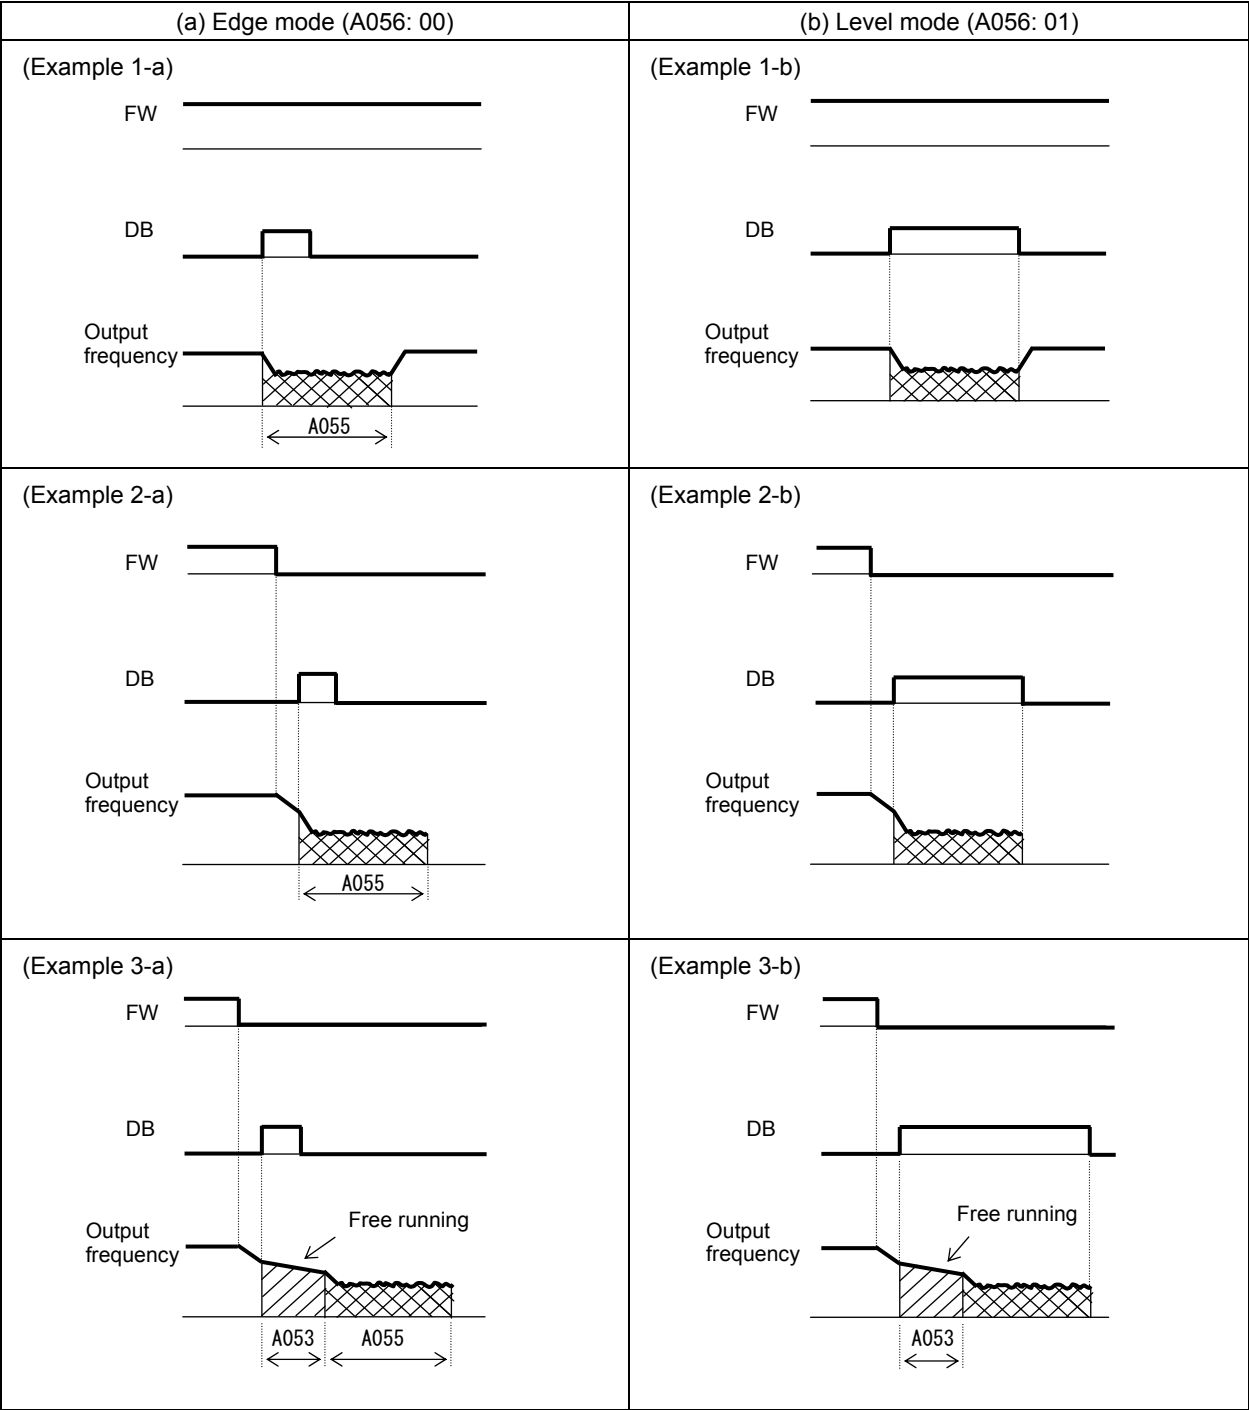 (a) Edge mode (A056: 00)
(b) Level mode (A056: 01)
(Example 1-a)
FW
DB
Output
frequency
A055
(Example 1-b)
FW
DB
Output
frequency
(Example 2-a)
FW
DB
Output
frequency
A055
(Example 2-b)
FW
DB
Output
frequency
(Example 3-a)
FW
DB
Output
frequency
Free running
A053
A055
(Example 3-b)
FW
DB
Output
frequency
Free running
A053